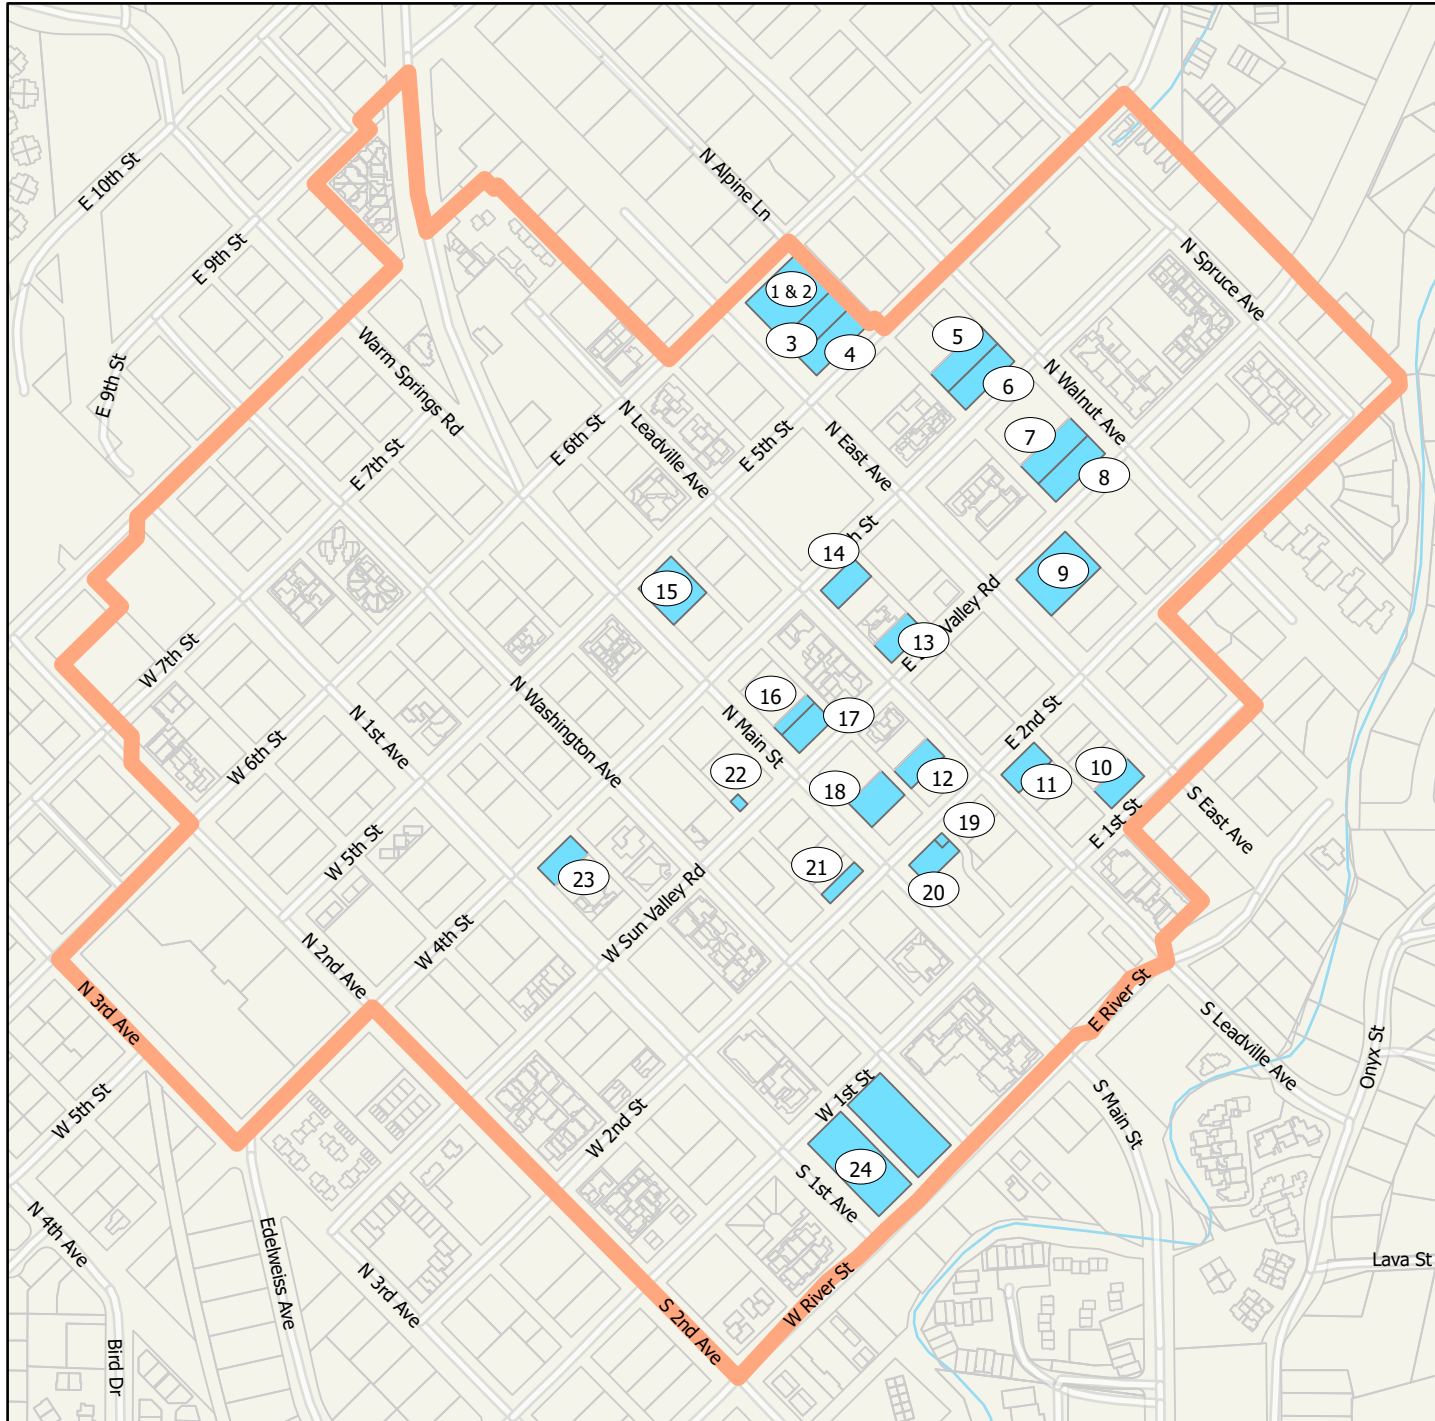 E 10th St
N Alpine Ln
E 9th St
N Spruce Ave
1 & 2
Warm Springs Rd
3
4
5
6
E 9th St
N Walnut Ave
N Leadville Ave
E 6th St
E 7th St
E 5th St
N East Ave
7
8
th St
14
15
9
Valley Rd
13
E
W 7th St
N 1st Ave
N Washington Ave
N Main St
16
17
E 2nd St
W 6th St
22
18
12
11
10
S East Ave
19
E 1st St
W 5th St
23
21
20
W Sun Valley Rd
W 4th St
N 2nd Ave
N 3rd Ave
E River St
S Leadville Ave
Onyx St
W 5th St
W 1st St
S Main St
W 2nd St
24
S 1st Ave
N 4th Ave
Edelweiss Ave
N 3rd Ave
Lava St
W River St
S 2nd Ave
Bird Dr